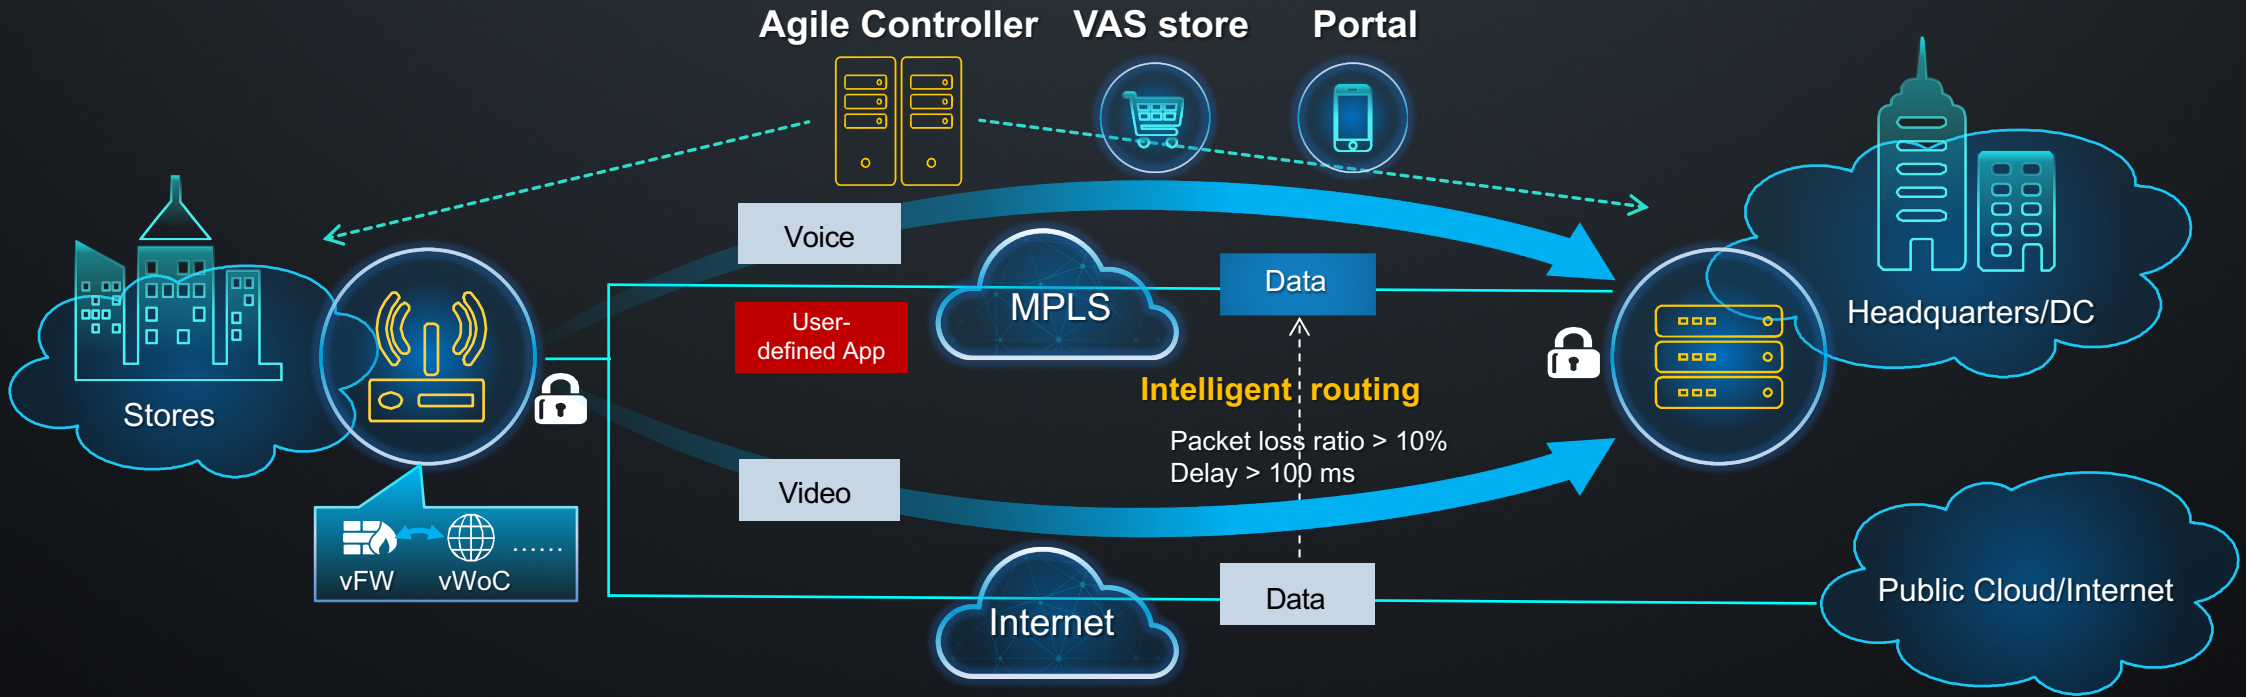 Agile Controller
VAS store
Portal
Voice
User-
defined App
MPLS
Data
Headquarters/DC
Stores
Intelligent routing
Packet loss ratio > 10%
Delay > 100 ms
Video
vFW
vWoC
......
Internet
Data
Public Cloud/Internet